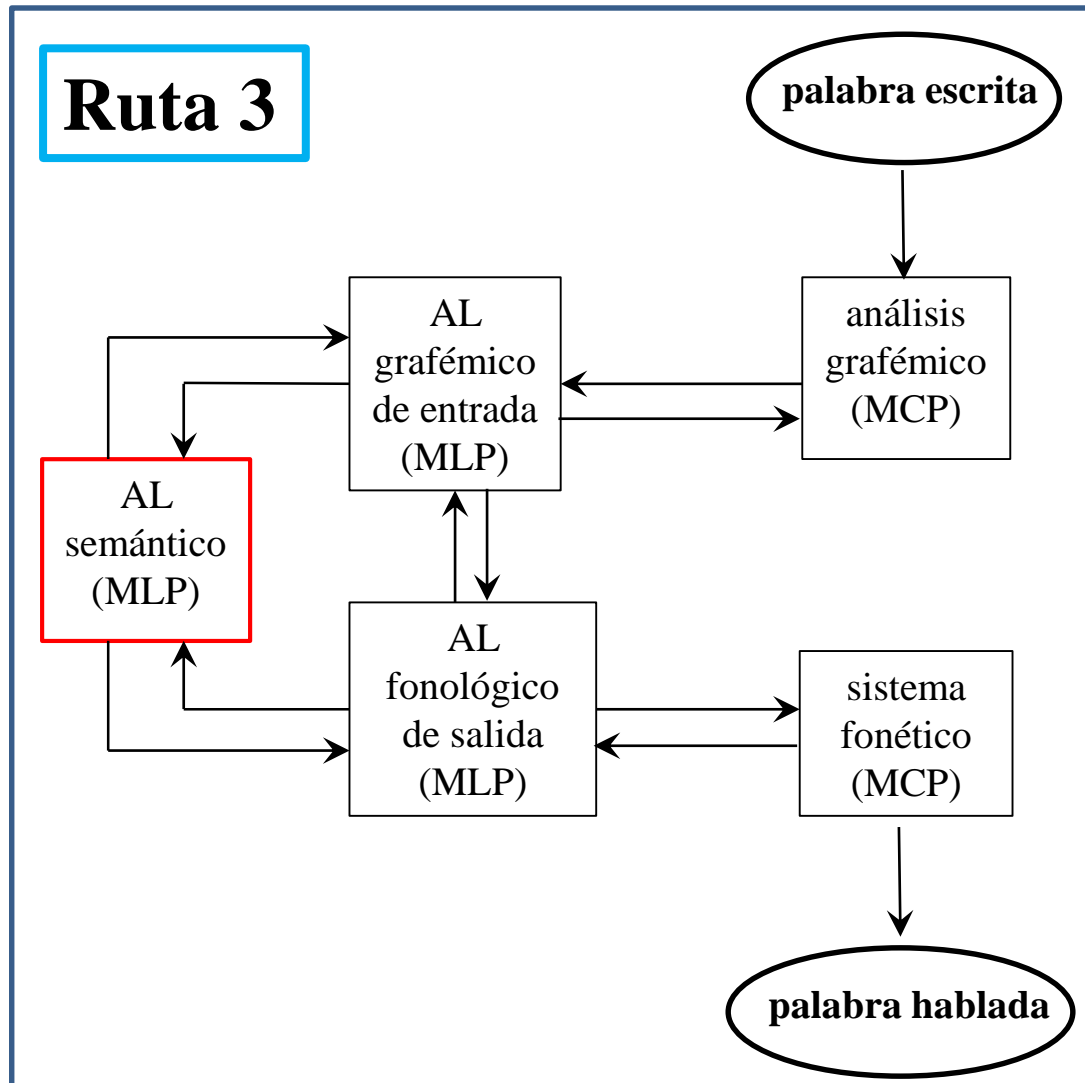 Ruta 3
palabra escrita
AL
grafémico
de entrada
(MLP)
análisis
grafémico
(MCP)
AL
semántico
(MLP)
AL
fonológico
de salida
(MLP)
sistema
fonético
(MCP)
palabra hablada